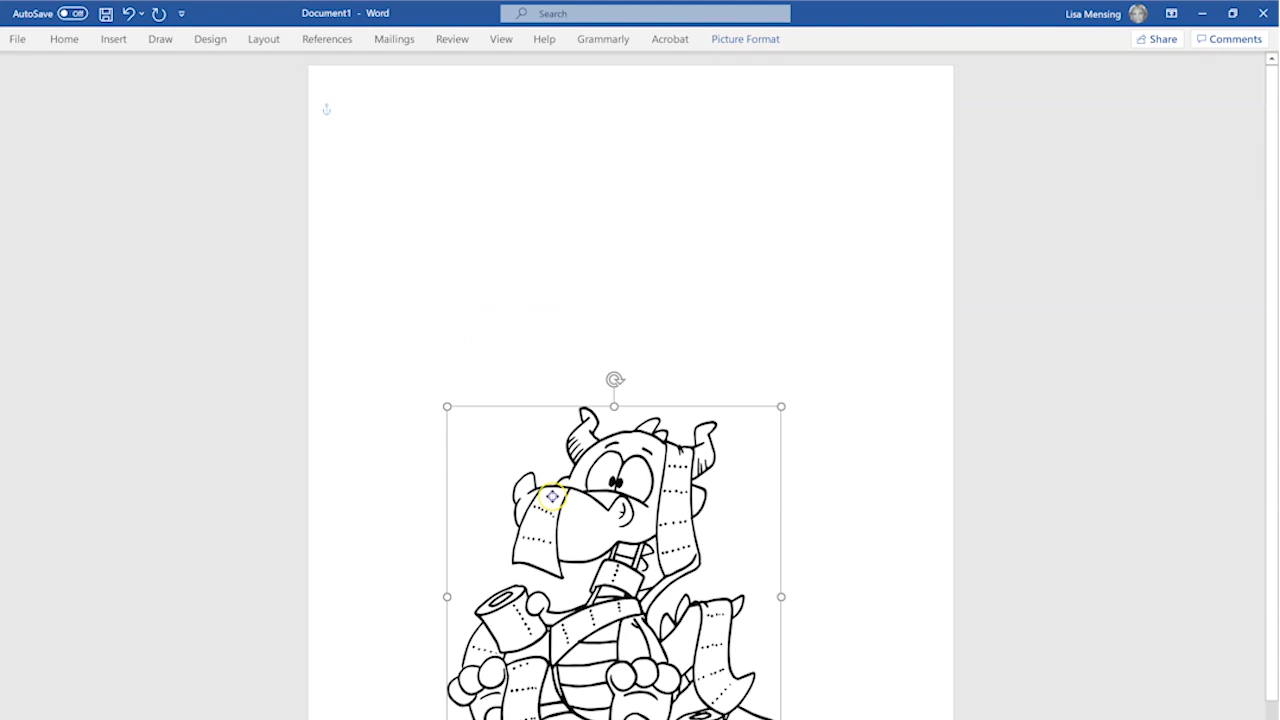 AutoSave Off Document1 - Word Search Lisa Mensing
File Home Insert Draw Design Layout References Mailings Review View Help Grammarly Acrobat Picture Format Share Comments